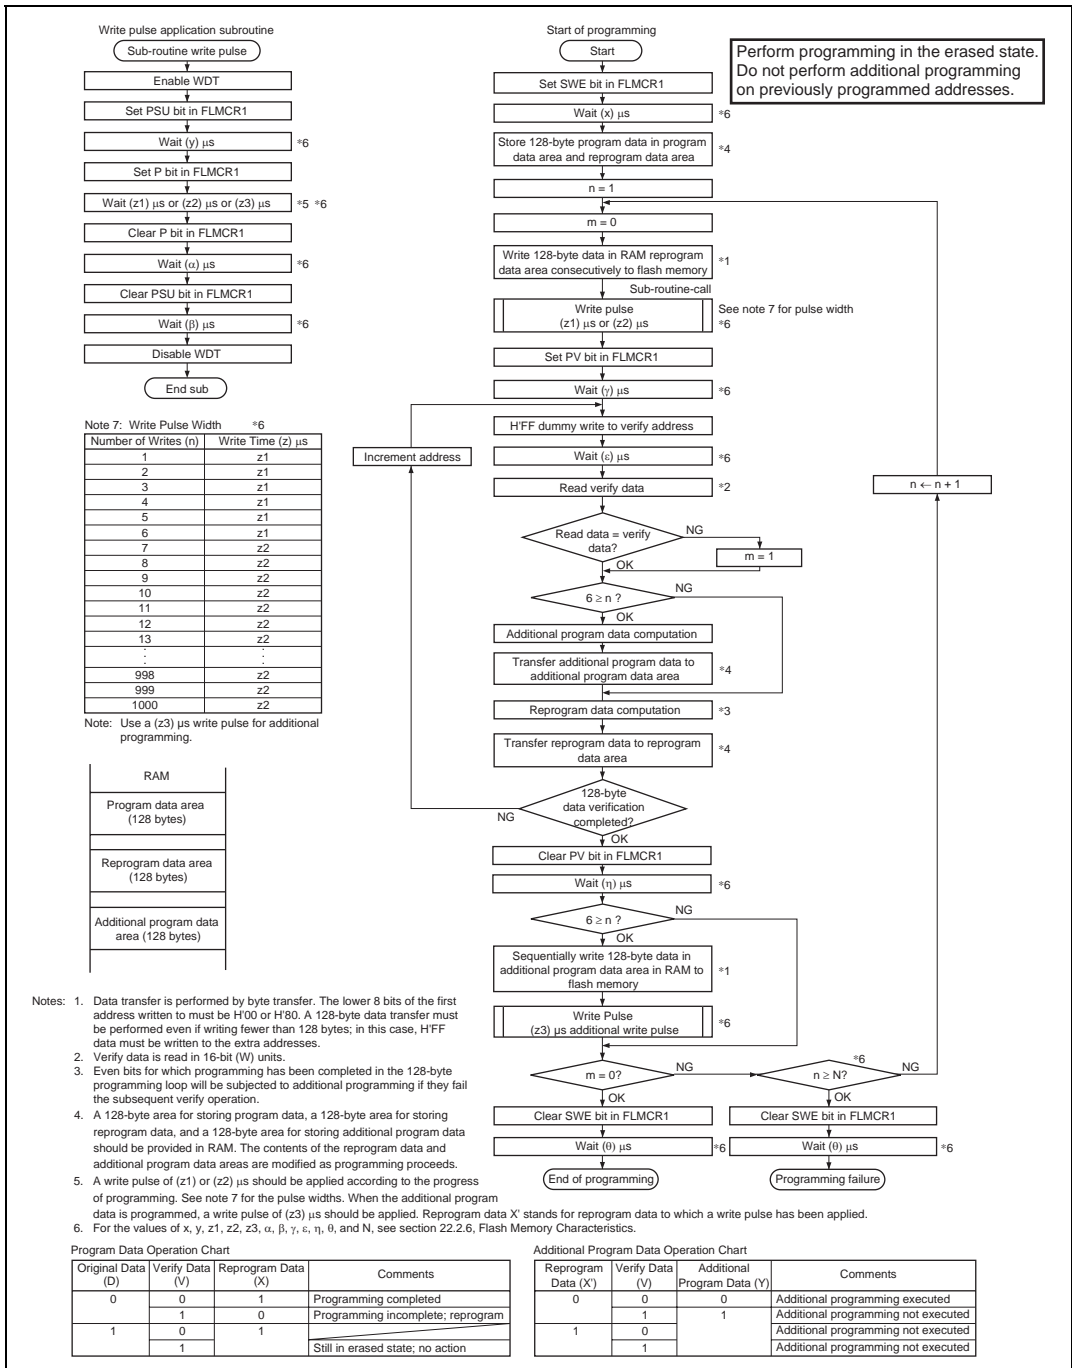 Write pulse application subroutine
Sub-routine write pulse
Enable WDT
Set PSU bit in FLMCR1
Wait (y) μs *6
Set P bit in FLMCR1
Wait (z1) μs or (z2) μs or (z3) μs *5 *6
Clear P bit in FLMCR1
Wait (α) μs *6
Clear PSU bit in FLMCR1
Wait (β) μs *6
Disable WDT
End sub
Note 7: Write Pulse Width *6
Number of Writes (n) Write Time (z) μs
1 z1
2 z1
3 z1
4 z1
5 z1
6 z1
7 z2
8 z2
9 z2
10 z2
11 z2
12 z2
13 z2
⋮ ⋮
998 z2
999 z2
1000 z2
Note: Use a (z3) μs write pulse for additional
programming.
RAM
Program data area
(128 bytes)
Reprogram data area
(128 bytes)
Additional program data
area (128 bytes)
Start of programming
Start
Perform programming in the erased state.
Do not perform additional programming
on previously programmed addresses.
Set SWE bit in FLMCR1
Wait (x) μs *6
Store 128-byte program data in program
data area and reprogram data area *4
n = 1
m = 0
Write 128-byte data in RAM reprogram
data area consecutively to flash memory *1
Sub-routine-call
Write pulse
(z1) μs or (z2) μs
See note 7 for pulse width
*6
Set PV bit in FLMCR1
Wait (γ) μs *6
H'FF dummy write to verify address
Increment address
Wait (ε) μs *6
Read verify data *2
n ← n + 1
Read data = verify
data?
NG
m = 1
OK
6 ≥ n ?
NG
OK
Additional program data computation
Transfer additional program data to
additional program data area *4
Reprogram data computation *3
Transfer reprogram data to reprogram
data area *4
128-byte
data verification
completed?
NG
OK
Clear PV bit in FLMCR1
Wait (η) μs *6
6 ≥ n ?
NG
OK
Sequentially write 128-byte data in
additional program data area in RAM to
flash memory *1
Write Pulse
(z3) μs additional write pulse *6
m = 0?
NG
*6
n ≥ N?
NG
OK OK
Clear SWE bit in FLMCR1 Clear SWE bit in FLMCR1
Wait (θ) μs *6 Wait (θ) μs *6
End of programming Programming failure
Notes: 1. Data transfer is performed by byte transfer. The lower 8 bits of the first
address written to must be H'00 or H'80. A 128-byte data transfer must
be performed even if writing fewer than 128 bytes; in this case, H'FF
data must be written to the extra addresses.
2. Verify data is read in 16-bit (W) units.
3. Even bits for which programming has been completed in the 128-byte
programming loop will be subjected to additional programming if they fail
the subsequent verify operation.
4. A 128-byte area for storing program data, a 128-byte area for storing
reprogram data, and a 128-byte area for storing additional program data
should be provided in RAM. The contents of the reprogram data and
additional program data areas are modified as programming proceeds.
5. A write pulse of (z1) or (z2) μs should be applied according to the progress
of programming. See note 7 for the pulse widths. When the additional program
data is programmed, a write pulse of (z3) μs should be applied. Reprogram data X' stands for reprogram data to which a write pulse has been applied.
6. For the values of x, y, z1, z2, z3, α, β, γ, ε, η, θ, and N, see section 22.2.6, Flash Memory Characteristics.
Program Data Operation Chart
Original Data
(D)
Verify Data
(V)
Reprogram Data
(X)
Comments
0 0 1 Programming completed
1 0 Programming incomplete; reprogram
1 0 1
1 Still in erased state; no action
Additional Program Data Operation Chart
Reprogram
Data (X')
Verify Data
(V)
Additional
Program Data (Y)
Comments
0 0 0 Additional programming executed
1 1 Additional programming not executed
1 0 Additional programming not executed
1 Additional programming not executed